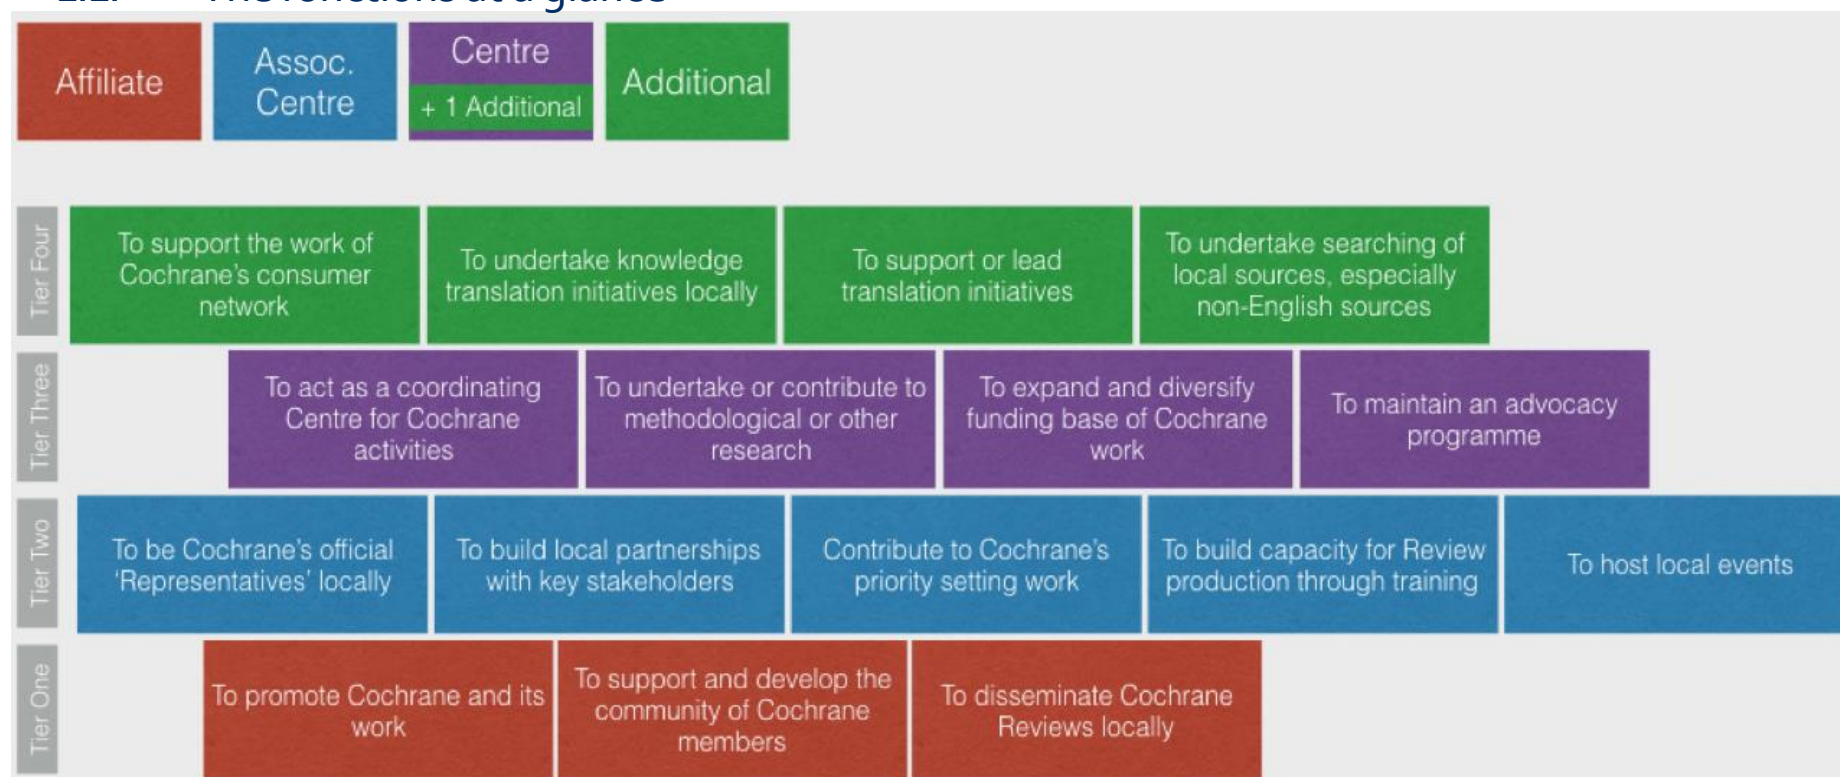 The functions at a glance
Affiliate
Assoc.
Centre
Centre
+ 1 Additional
Additional
Tier Four
To support the work of
Cochrane's consumer
network
To undertake knowledge
translation initiatives locally
To support or lead
translation initiatives
To undertake searching of
local sources, especially
non-English sources
Tier Three
To act as a coordinating
Centre for Cochrane
activities
To undertake or contribute to
methodological or other
research
To expand and diversify
funding base of Cochrane
work
To maintain an advocacy
programme
Tier Two
To be Cochrane's official
'Representatives' locally
To build local partnerships
with key stakeholders
Contribute to Cochrane's
priority setting work
To build capacity for Review
production through training
To host local events
Tier One
To promote Cochrane and its
work
To support and develop the
community of Cochrane
members
To disseminate Cochrane
Reviews locally